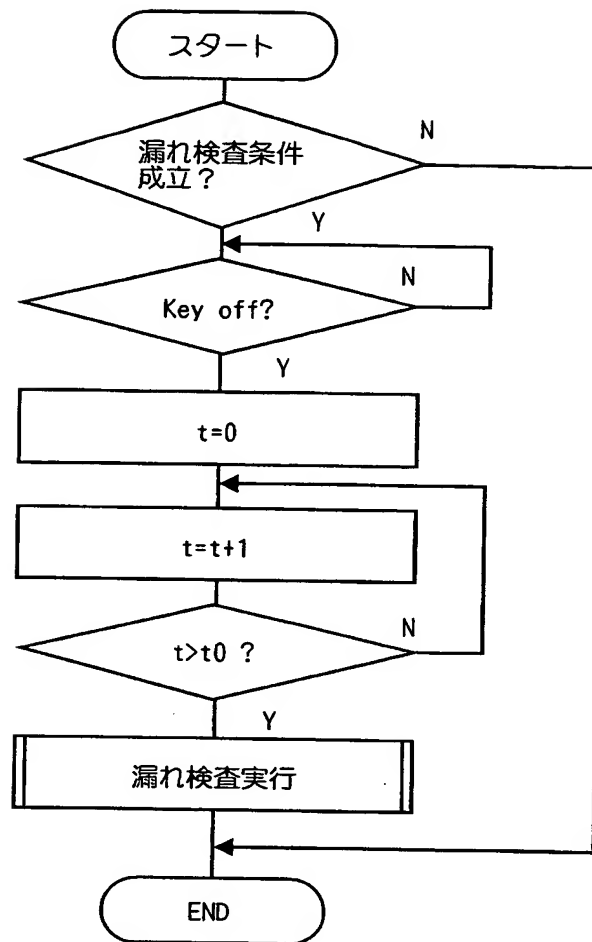 スタート
漏れ検査条件
成立？
N
Y
Key off?
N
Y
t=0
t=t+1
t>t0 ?
N
Y
漏れ検査実行
END